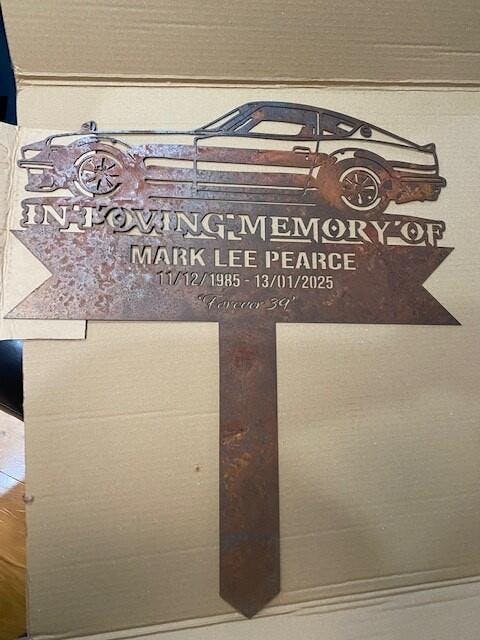 IN LOVING MEMORY OF
MARK LEE PEARCE
11/12/1985 - 13/01/2025
"Forever 39"